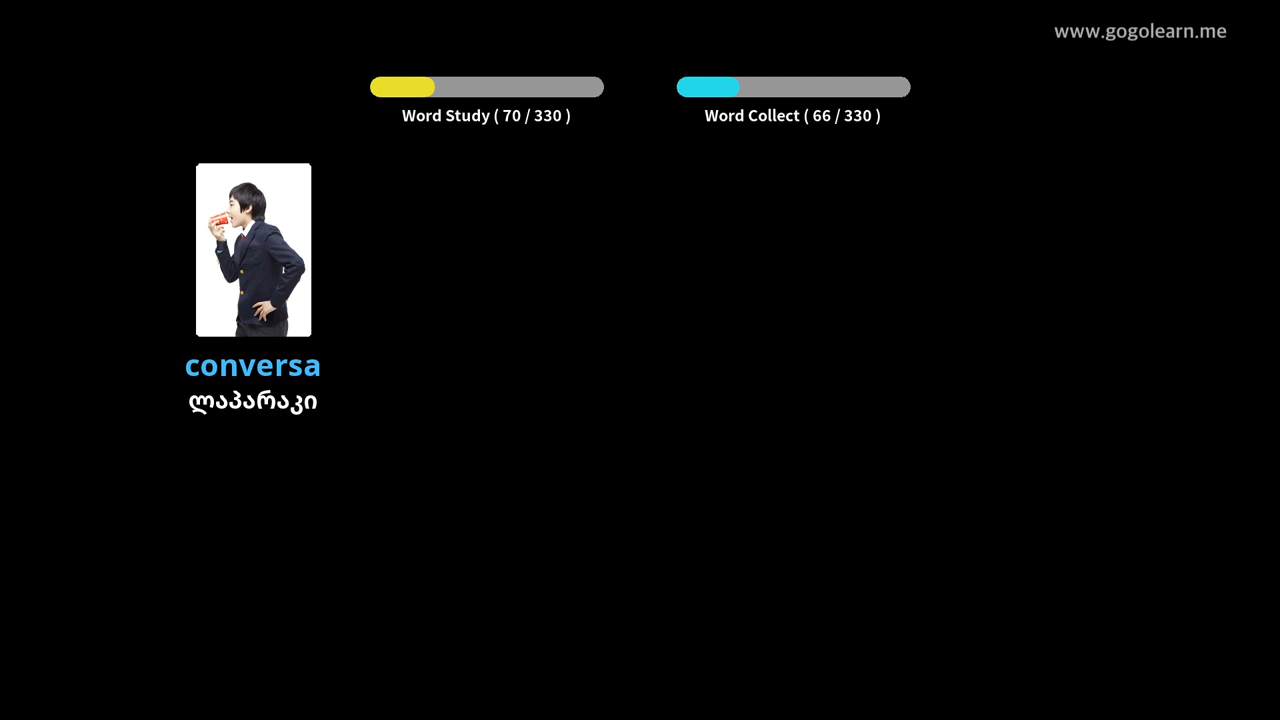 www.gogolearn.me
Word Study ( 70 / 330 )
Word Collect ( 66 / 330 )
conversa
ლაპარაკი